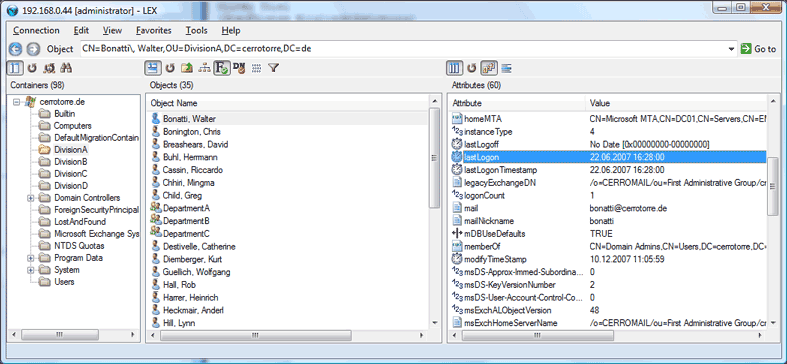 192.168.0.44 [administrator] - LEX
Connection Edit View Favorites Tools Help
Object CN=Bonatti\, Walter,OU=DivisionA,DC=cerrotorre,DC=de Go to
Containers (98)
cerrotorre.de
Builtin
Computers
DefaultMigrationContain
DivisionA
DivisionB
DivisionC
DivisionD
Domain Controllers
ForeignSecurityPrincipal
LostAndFound
Microsoft Exchange Sys
NTDS Quotas
Program Data
System
Users
DN
Objects (35)
Object Name
Bonatti, Walter
Bonington, Chris
Breashears, David
Buhl, Herrmann
Cassin, Riccardo
Chhiri, Mingma
Child, Greg
DepartmentA
DepartmentB
DepartmentC
Destivelle, Catherine
Diemberger, Kurt
Guellich, Wolfgang
Hall, Rob
Harrer, Heinrich
Heckmair, Anderl
Hill, Lynn
Attributes (60)
Attribute Value
homeMTA CN=Microsoft MTA,CN=DC01,CN=Servers,CN=E
instanceType 4
lastLogoff No Date [0x00000000-00000000]
lastLogon 22.06.2007 16:28:00
lastLogonTimestamp 22.06.2007 16:28:00
legacyExchangeDN /o=CERROMAIL/ou=First Administrative Group/c
logonCount 1
mail bonatti@cerrotorre.de
mailNickname bonatti
mDBUseDefaults TRUE
memberOf CN=Domain Admins,CN=Users,DC=cerrotorre,DC
modifyTimeStamp 10.12.2007 11:05:59
msDS-Approx-Immed-Subordina... 0
msDS-KeyVersionNumber 2
msDS-User-Account-Control-Co... 0
msExchALObjectVersion 48
msExchHomeServerName /o=CERROMAIL/ou=First Administrative Group/c